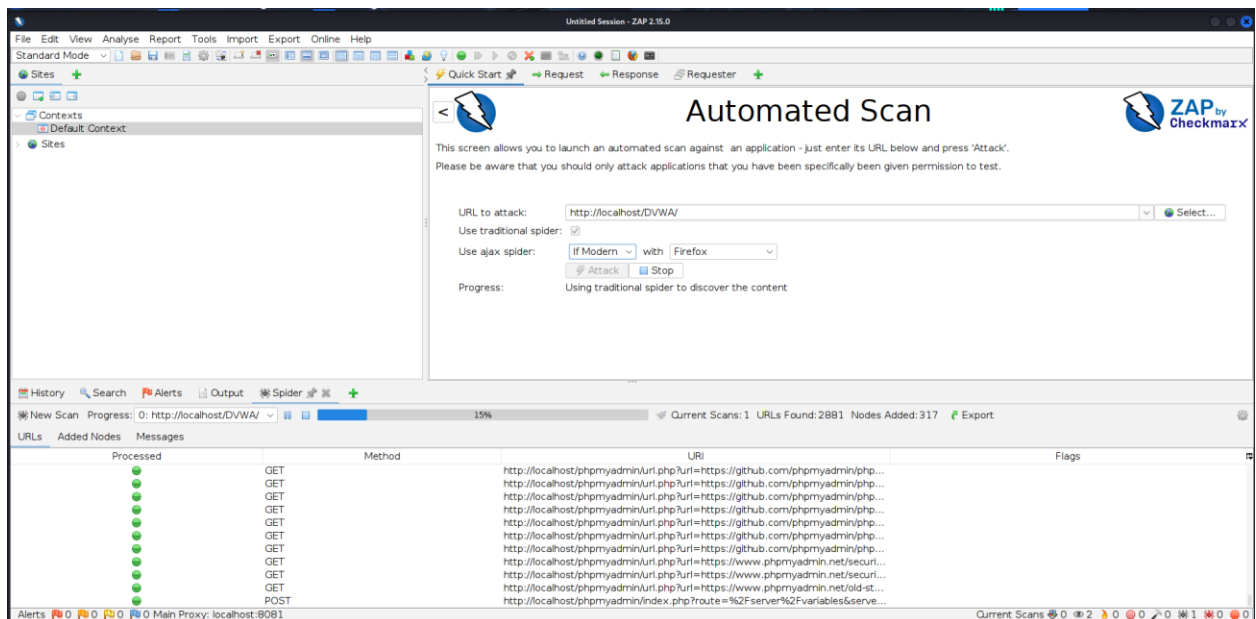 Untitled Session - ZAP 2.15.0
File Edit View Analyse Report Tools Import Export Online Help
Standard Mode
Sites
Quick Start Request Response Requester
Contexts
Default Context
Sites
<
Automated Scan
ZAP by Checkmarx
This screen allows you to launch an automated scan against an application - just enter its URL below and press 'Attack'.
Please be aware that you should only attack applications that you have been specifically been given permission to test.
URL to attack: http://localhost/DVWA/ Select...
Use traditional spider:
Use ajax spider: If Modern with Firefox
Attack Stop
Progress: Using traditional spider to discover the content
History Search Alerts Output Spider
New Scan Progress: 0: http://localhost/DVWA/ 15% Current Scans: 1 URLs Found: 2881 Nodes Added: 317 Export
URLs Added Nodes Messages
Processed Method URI Flags
GET http://localhost/phpmyadmin/url.php?url=https://github.com/phpmyadmin/php...
GET http://localhost/phpmyadmin/url.php?url=https://github.com/phpmyadmin/php...
GET http://localhost/phpmyadmin/url.php?url=https://github.com/phpmyadmin/php...
GET http://localhost/phpmyadmin/url.php?url=https://github.com/phpmyadmin/php...
GET http://localhost/phpmyadmin/url.php?url=https://github.com/phpmyadmin/php...
GET http://localhost/phpmyadmin/url.php?url=https://github.com/phpmyadmin/php...
GET http://localhost/phpmyadmin/url.php?url=https://github.com/phpmyadmin/php...
GET http://localhost/phpmyadmin/url.php?url=https://www.phpmyadmin.net/securi...
GET http://localhost/phpmyadmin/url.php?url=https://www.phpmyadmin.net/securi...
GET http://localhost/phpmyadmin/url.php?url=https://www.phpmyadmin.net/old-st...
POST http://localhost/phpmyadmin/index.php?route=%2Fserver%2Fvariables&serve...
Alerts 0 0 0 0 Main Proxy: localhost:8081 Current Scans 0 2 0 0 0 1 0 0